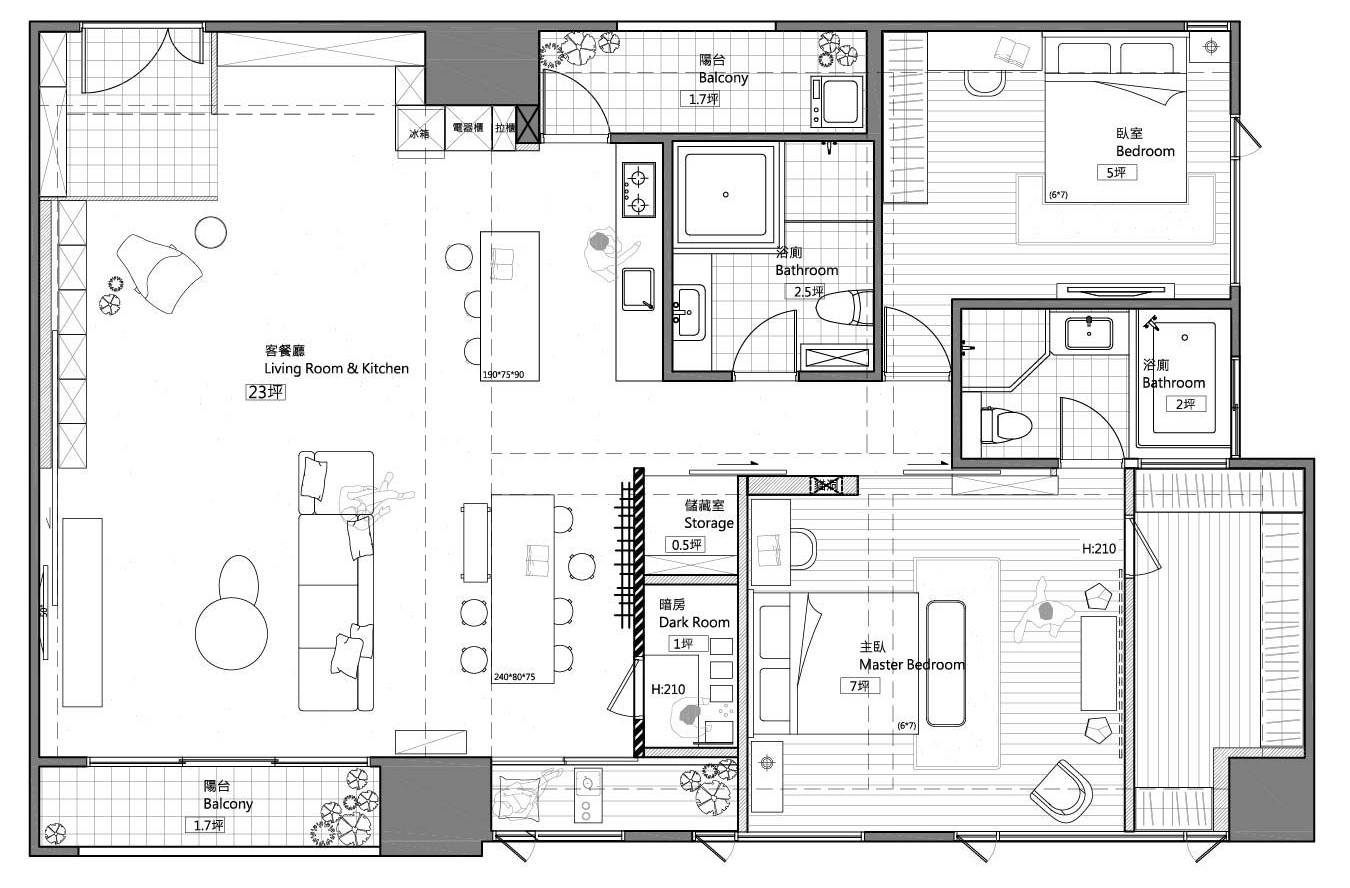 陽台
Balcony
1.7坪
冰箱
電器櫃
拉櫃
臥室
Bedroom
5坪
(6*7)
浴廁
Bathroom
2.5坪
190*75*90
客餐廳
Living Room & Kitchen
23坪
浴廁
Bathroom
2坪
儲藏室
Storage
0.5坪
H:210
暗房
Dark Room
1坪
H:210
240*80*75
主臥
Master Bedroom
7坪
(6*7)
陽台
Balcony
1.7坪